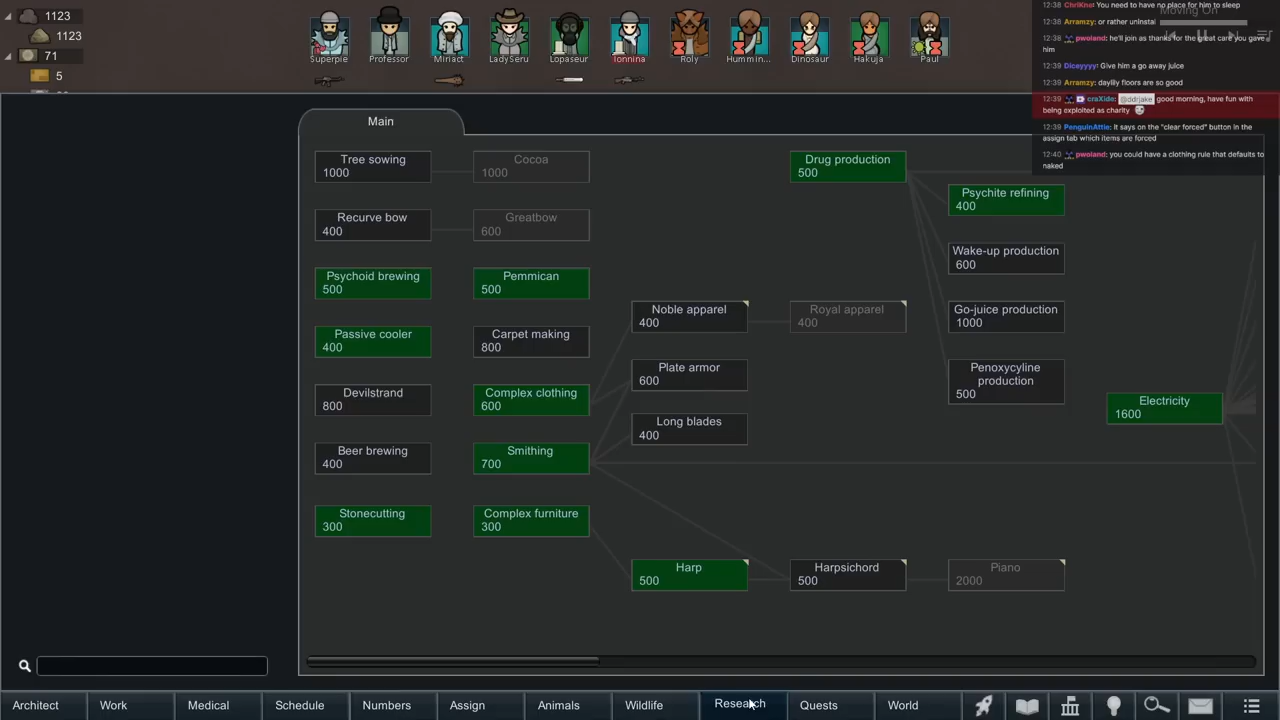 1123
1123
71
5
Superpie
Professor
Miriact
LadySeru
Lopaseur
Ionnina
Roly
Hummin...
Dinosaur
Hakuja
Paul
Moving On
12:38 ChriKnet: You need to have no place for him to sleep
12:38 Arramzy: or rather uninstal
12:38 pwoland: he'll join as thanks for the great care you gave
him
12:39 Diceyyyy: Give him a go away juice
12:39 Arramzy: daylily floors are so good
12:39 craXido: @ddrjake good morning, have fun with
being exploited as charity
12:39 PenguinAttie: It says on the "clear forced" button in the
assign tab which items are forced
12:40 pwoland: you could have a clothing rule that defaults to
naked
Main
Tree sowing
1000
Cocoa
1000
Drug production
500
Psychite refining
400
Recurve bow
400
Greatbow
600
Wake-up production
600
Psychoid brewing
500
Pemmican
500
Noble apparel
400
Royal apparel
400
Go-juice production
1000
Passive cooler
400
Carpet making
800
Plate armor
600
Penoxycyline
production
500
Devilstrand
800
Complex clothing
600
Long blades
400
Electricity
1600
Beer brewing
400
Smithing
700
Stonecutting
300
Complex furniture
300
Harp
500
Harpsichord
500
Piano
2000
Architect
Work
Medical
Schedule
Numbers
Assign
Animals
Wildlife
Research
Quests
World